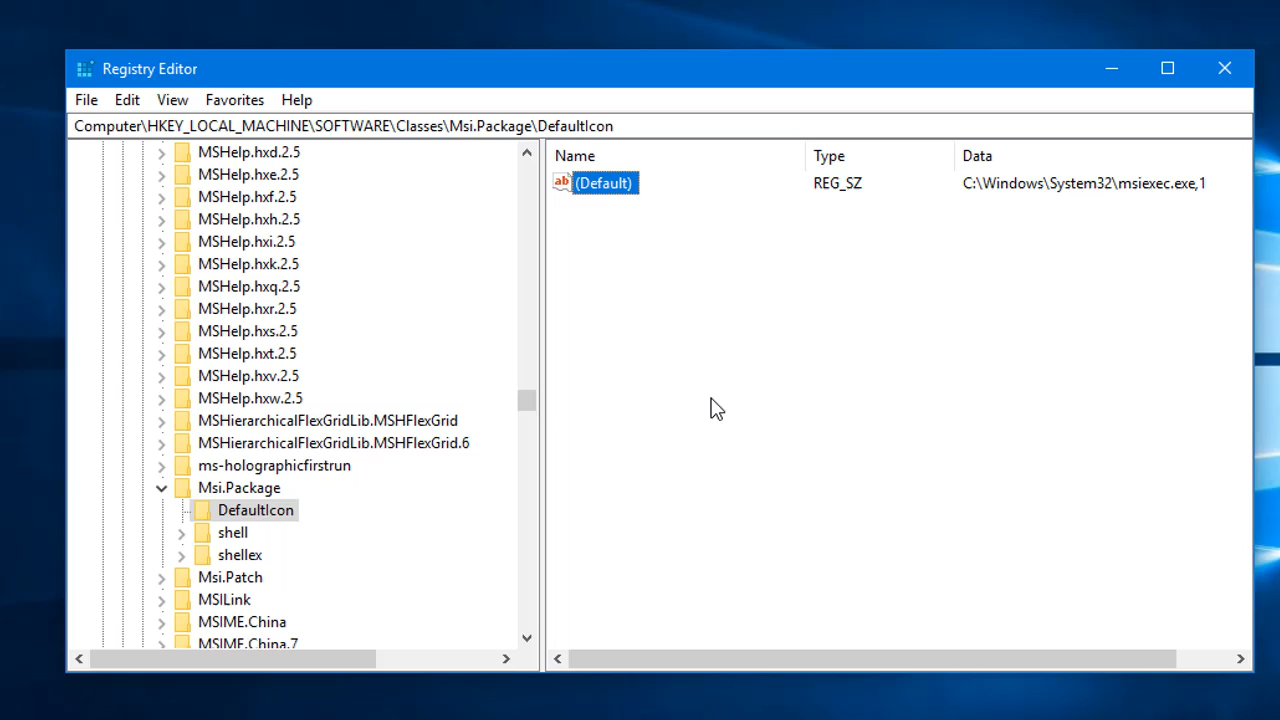 Registry Editor
File Edit View Favorites Help
Computer\HKEY_LOCAL_MACHINE\SOFTWARE\Classes\Msi.Package\DefaultIcon
MSHelp.hxd.2.5
MSHelp.hxe.2.5
MSHelp.hxf.2.5
MSHelp.hxh.2.5
MSHelp.hxi.2.5
MSHelp.hxk.2.5
MSHelp.hxq.2.5
MSHelp.hxr.2.5
MSHelp.hxs.2.5
MSHelp.hxt.2.5
MSHelp.hxv.2.5
MSHelp.hxw.2.5
MSHierarchicalFlexGridLib.MSHFlexGrid
MSHierarchicalFlexGridLib.MSHFlexGrid.6
ms-holographicfirstrun
Msi.Package
DefaultIcon
shell
shellex
Msi.Patch
MSILink
MSIME.China
MSIME.China.7
Name Type Data
ab (Default) REG_SZ C:\Windows\System32\msiexec.exe,1